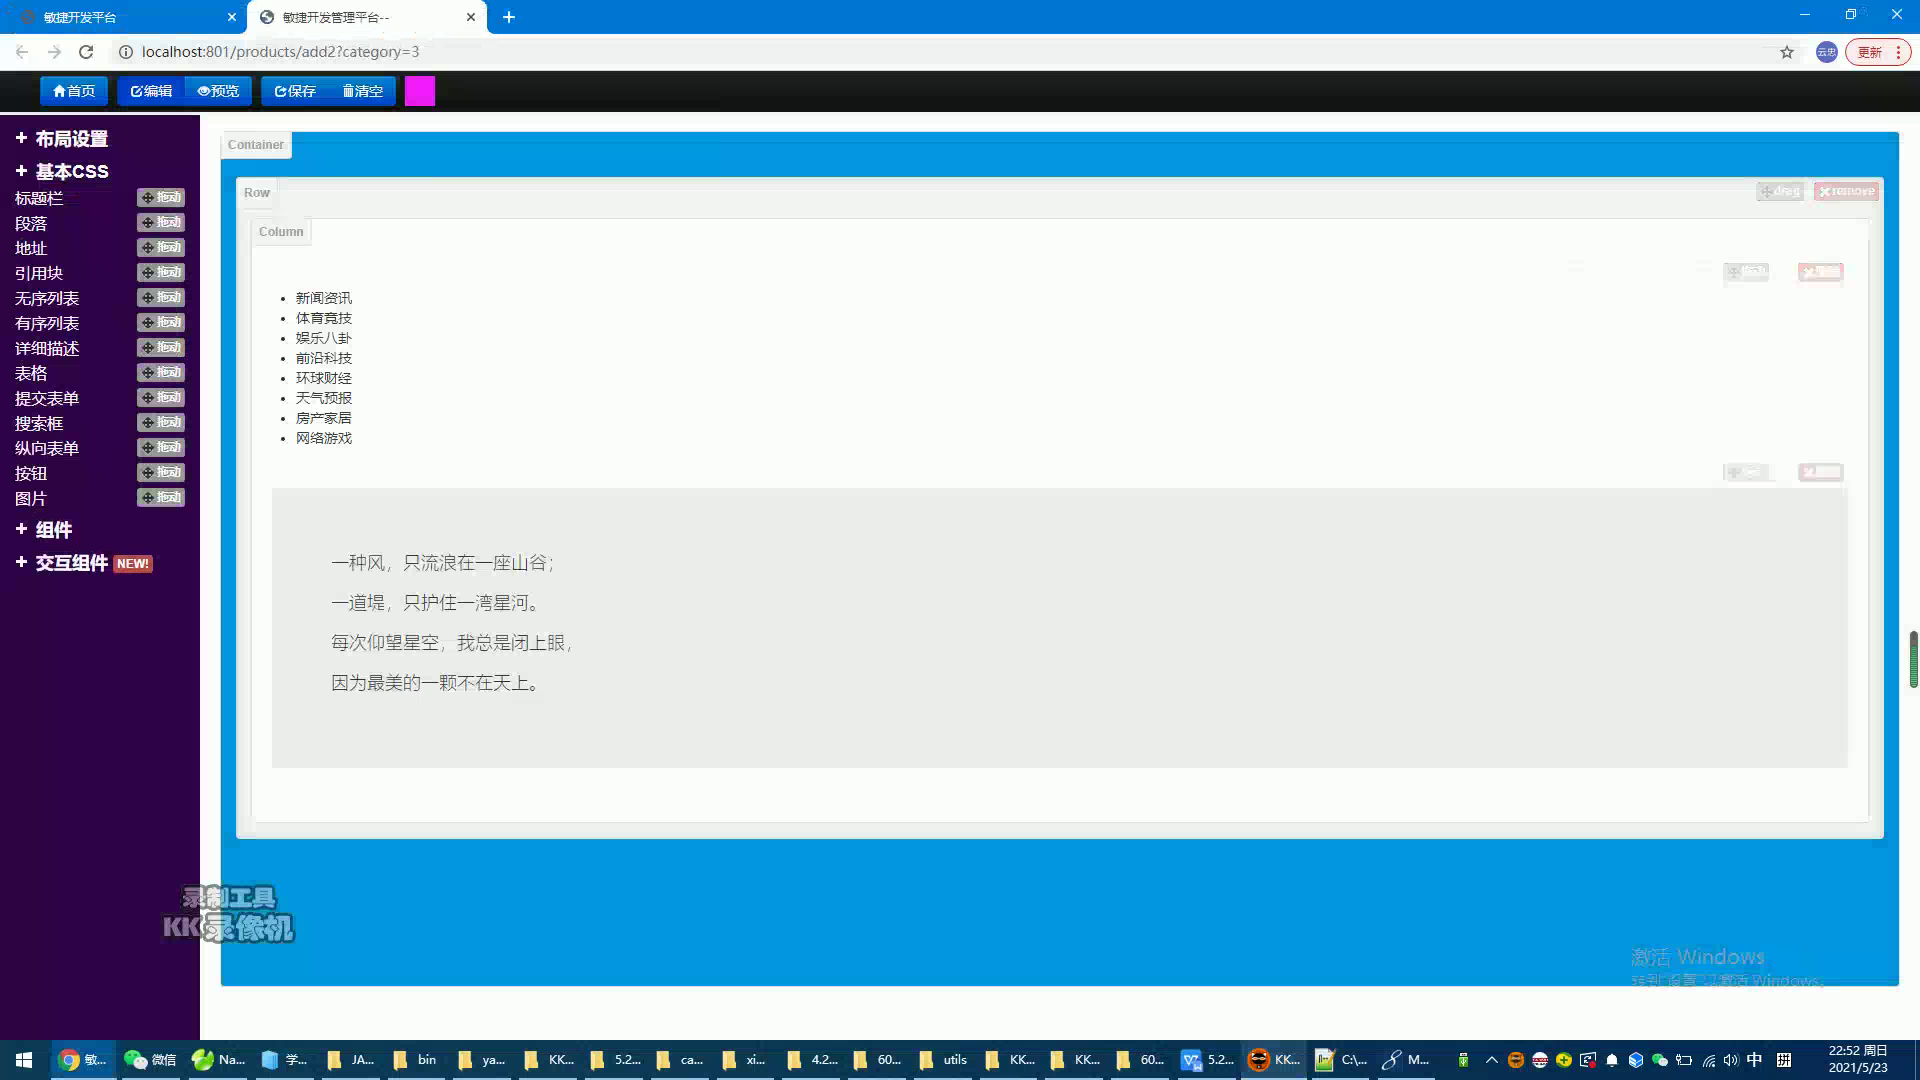 敏捷开发平台
敏捷开发管理平台--
localhost:801/products/add2?category=3
云忠
更新
首页
编辑
预览
保存
清空
布局设置
基本CSS
标题栏 拖动
段落 拖动
地址 拖动
引用块 拖动
无序列表 拖动
有序列表 拖动
详细描述 拖动
表格 拖动
提交表单 拖动
搜索框 拖动
纵向表单 拖动
按钮 拖动
图片 拖动
组件
交互组件 NEW!
Container
Row
drag
remove
Column
新闻资讯
体育竞技
娱乐八卦
前沿科技
环球财经
天气预报
房产家居
网络游戏
一种风，只流浪在一座山谷；
一道堤，只护住一湾星河。
每次仰望星空，我总是闭上眼，
因为最美的一颗不在天上。
录制工具
KK录像机
激活 Windows
转到"设置"以激活 Windows。
敏...
微信
Na...
学...
JA...
bin
ya...
KK...
5.2...
ca...
xi...
4.2...
60...
utils
KK...
KK...
60...
5.2...
KK...
C:\...
M...
中
拼
22:52 周日
2021/5/23